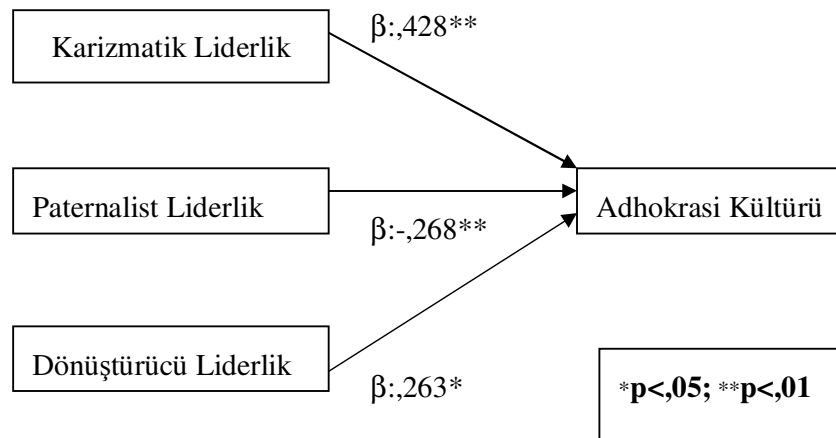 β:,428**
Karizmatik Liderlik
Paternalist Liderlik
Adhokrasi Kültürü
β:-,268**
Dönüştürücü Liderlik
β:,263*
*p<,05; **p<,01